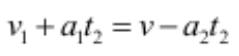 v₁ + a₁t₂ = v − a₂t₂